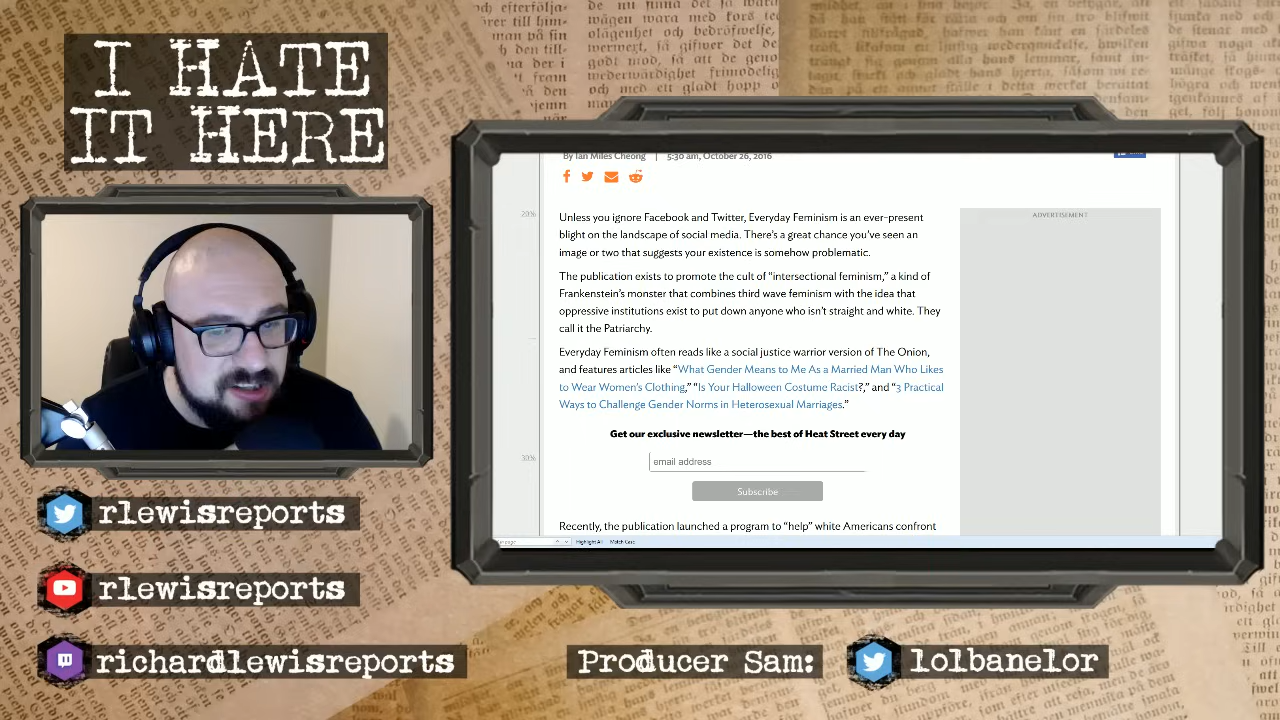 I HATE
IT HERE
By Ian Miles Cheong | 5:30 am, October 26, 2016
20%
Unless you ignore Facebook and Twitter, Everyday Feminism is an ever-present
blight on the landscape of social media. There's a great chance you've seen an
image or two that suggests your existence is somehow problematic.
The publication exists to promote the cult of "intersectional feminism," a kind of
Frankenstein's monster that combines third wave feminism with the idea that
oppressive institutions exist to put down anyone who isn't straight and white. They
call it the Patriarchy.
Everyday Feminism often reads like a social justice warrior version of The Onion,
and features articles like "What Gender Means to Me As a Married Man Who Likes
to Wear Women's Clothing," "Is Your Halloween Costume Racist?," and "3 Practical
Ways to Challenge Gender Norms in Heterosexual Marriages."
Get our exclusive newsletter—the best of Heat Street every day
30%
email address
Subscribe
Recently, the publication launched a program to "help" white Americans confront
ADVERTISEMENT
Highlight All Match Case
rlewisreports
rlewisreports
richardlewisreports
Producer Sam:
lolbanelor